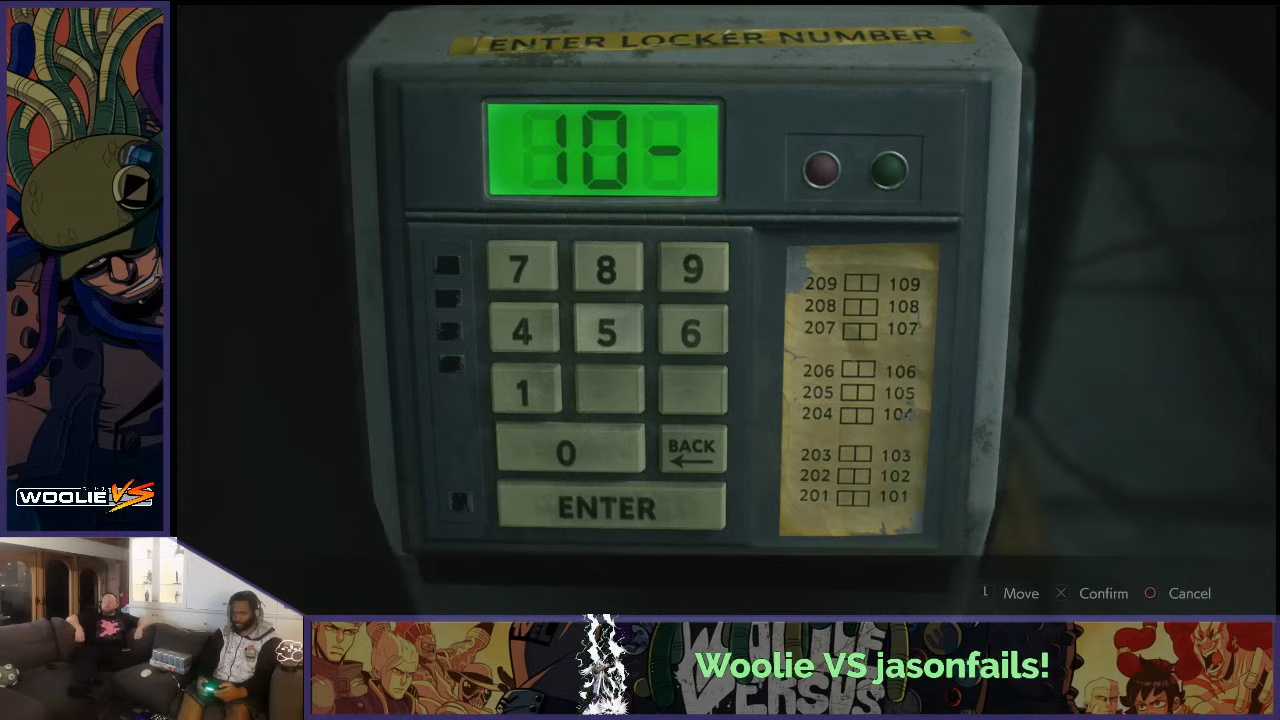 ENTER LOCKER NUMBER
10-
7 8 9
4 5 6
1
0 BACK
ENTER
209 109
208 108
207 107
206 106
205 105
204 104
203 103
202 102
201 101
Move Confirm Cancel
WOOLIE VS
WOOLIE
VERSUS
Woolie VS jasonfails!